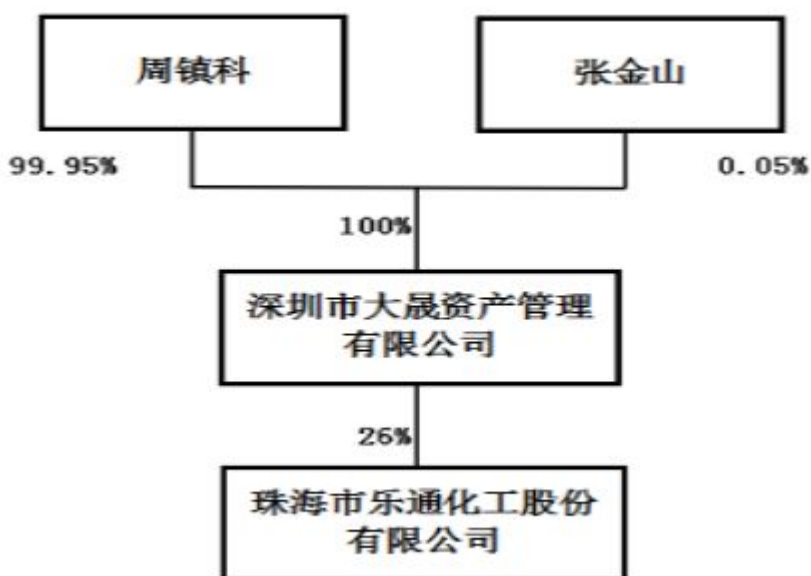 周镇科
张金山
99.95%
0.05%
100%
深圳市大晟资产管理
有限公司
26%
珠海市乐通化工股份
有限公司